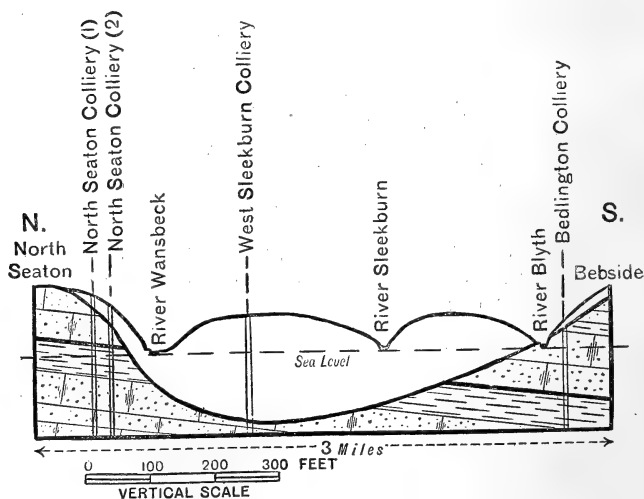 N.
North
Seaton
North Seaton Colliery (1)
North Seaton Colliery (2)
River Wansbeck
West Sleekburn Colliery
River Sleekburn
River Blyth
Bedlington Colliery
S.
Bebside
Sea Level
3 Miles
0 100 200 300 FEET
VERTICAL SCALE